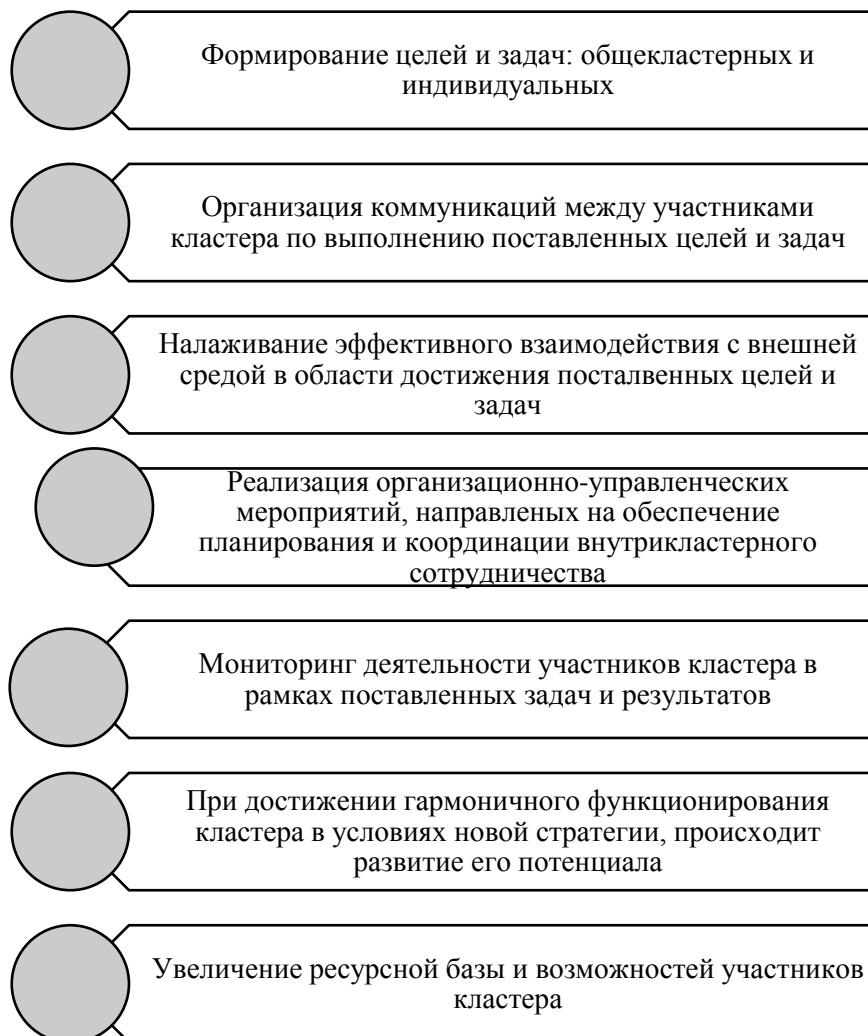 Формирование целей и задач: общекластерных и
индивидуальных
Организация коммуникаций между участниками
кластера по выполнению поставленных целей и задач
Налаживание эффективного взаимодействия с внешней
средой в области достижения посталвенных целей и
задач
Реализация организационно-управленческих
мероприятий, направленых на обеспечение
планирования и координации внутрикластерного
сотрудничества
Мониторинг деятельности участников кластера в
рамках поставленных задач и результатов
При достижении гармоничного функционирования
кластера в условиях новой стратегии, происходит
развитие его потенциала
Увеличение ресурсной базы и возможностей участников
кластера